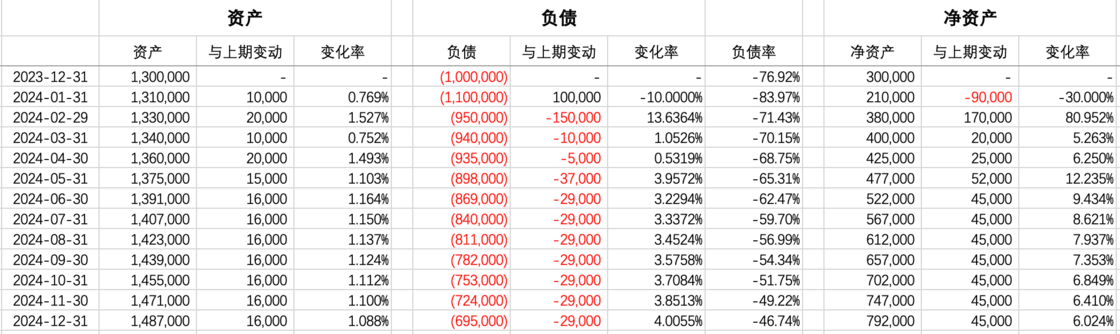 资产 负债 净资产
资产 与上期变动 变化率 负债 与上期变动 变化率 负债率 净资产 与上期变动 变化率
2023-12-31 1,300,000 - - (1,000,000) - - -76.92% 300,000 - -
2024-01-31 1,310,000 10,000 0.769% (1,100,000) 100,000 -10.0000% -83.97% 210,000 -90,000 -30.000%
2024-02-29 1,330,000 20,000 1.527% (950,000) -150,000 13.6364% -71.43% 380,000 170,000 80.952%
2024-03-31 1,340,000 10,000 0.752% (940,000) -10,000 1.0526% -70.15% 400,000 20,000 5.263%
2024-04-30 1,360,000 20,000 1.493% (935,000) -5,000 0.5319% -68.75% 425,000 25,000 6.250%
2024-05-31 1,375,000 15,000 1.103% (898,000) -37,000 3.9572% -65.31% 477,000 52,000 12.235%
2024-06-30 1,391,000 16,000 1.164% (869,000) -29,000 3.2294% -62.47% 522,000 45,000 9.434%
2024-07-31 1,407,000 16,000 1.150% (840,000) -29,000 3.3372% -59.70% 567,000 45,000 8.621%
2024-08-31 1,423,000 16,000 1.137% (811,000) -29,000 3.4524% -56.99% 612,000 45,000 7.937%
2024-09-30 1,439,000 16,000 1.124% (782,000) -29,000 3.5758% -54.34% 657,000 45,000 7.353%
2024-10-31 1,455,000 16,000 1.112% (753,000) -29,000 3.7084% -51.75% 702,000 45,000 6.849%
2024-11-30 1,471,000 16,000 1.100% (724,000) -29,000 3.8513% -49.22% 747,000 45,000 6.410%
2024-12-31 1,487,000 16,000 1.088% (695,000) -29,000 4.0055% -46.74% 792,000 45,000 6.024%